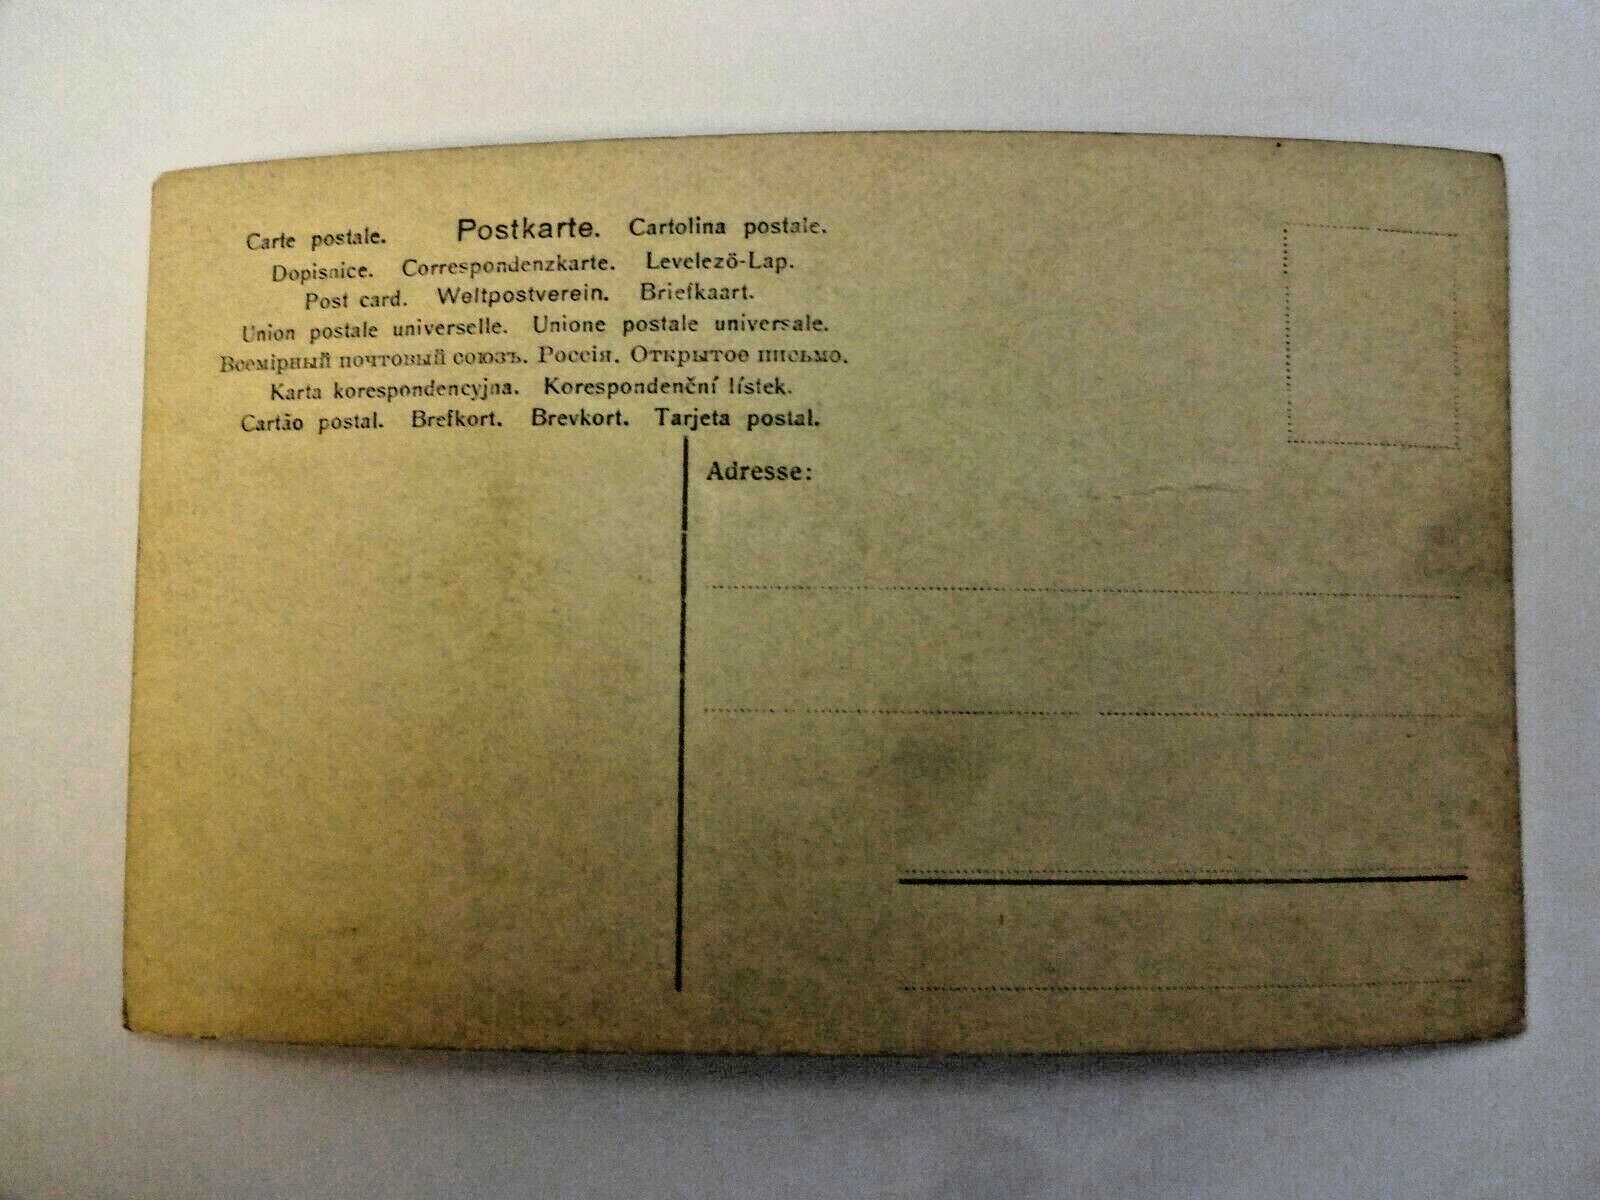 Carte postale. Postkarte. Cartolina postale.
Dopisnice. Correspondenzkarte. Levelező-Lap.
Post card. Weltpostverein. Briefkaart.
Union postale universelle. Unione postale universale.
Всемірный почтовый союзъ. Россія. Открытое письмо.
Karta korespondencyjna. Korespondenční lístek.
Cartão postal. Brefkort. Brevkort. Tarjeta postal.
Adresse: